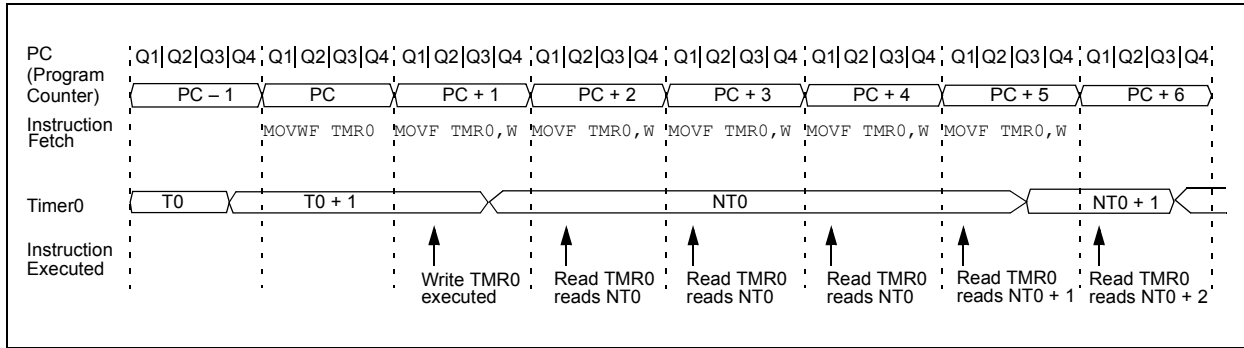 PC (Program Counter)
Q1 Q2 Q3 Q4 Q1 Q2 Q3 Q4 Q1 Q2 Q3 Q4 Q1 Q2 Q3 Q4 Q1 Q2 Q3 Q4 Q1 Q2 Q3 Q4 Q1 Q2 Q3 Q4 Q1 Q2 Q3 Q4
PC – 1 PC PC + 1 PC + 2 PC + 3 PC + 4 PC + 5 PC + 6
Instruction Fetch
MOVWF TMR0 MOVF TMR0,W MOVF TMR0,W MOVF TMR0,W MOVF TMR0,W MOVF TMR0,W
Timer0
T0 T0 + 1 NT0 NT0 + 1
Instruction Executed
Write TMR0 executed
Read TMR0 reads NT0
Read TMR0 reads NT0
Read TMR0 reads NT0
Read TMR0 reads NT0 + 1
Read TMR0 reads NT0 + 2